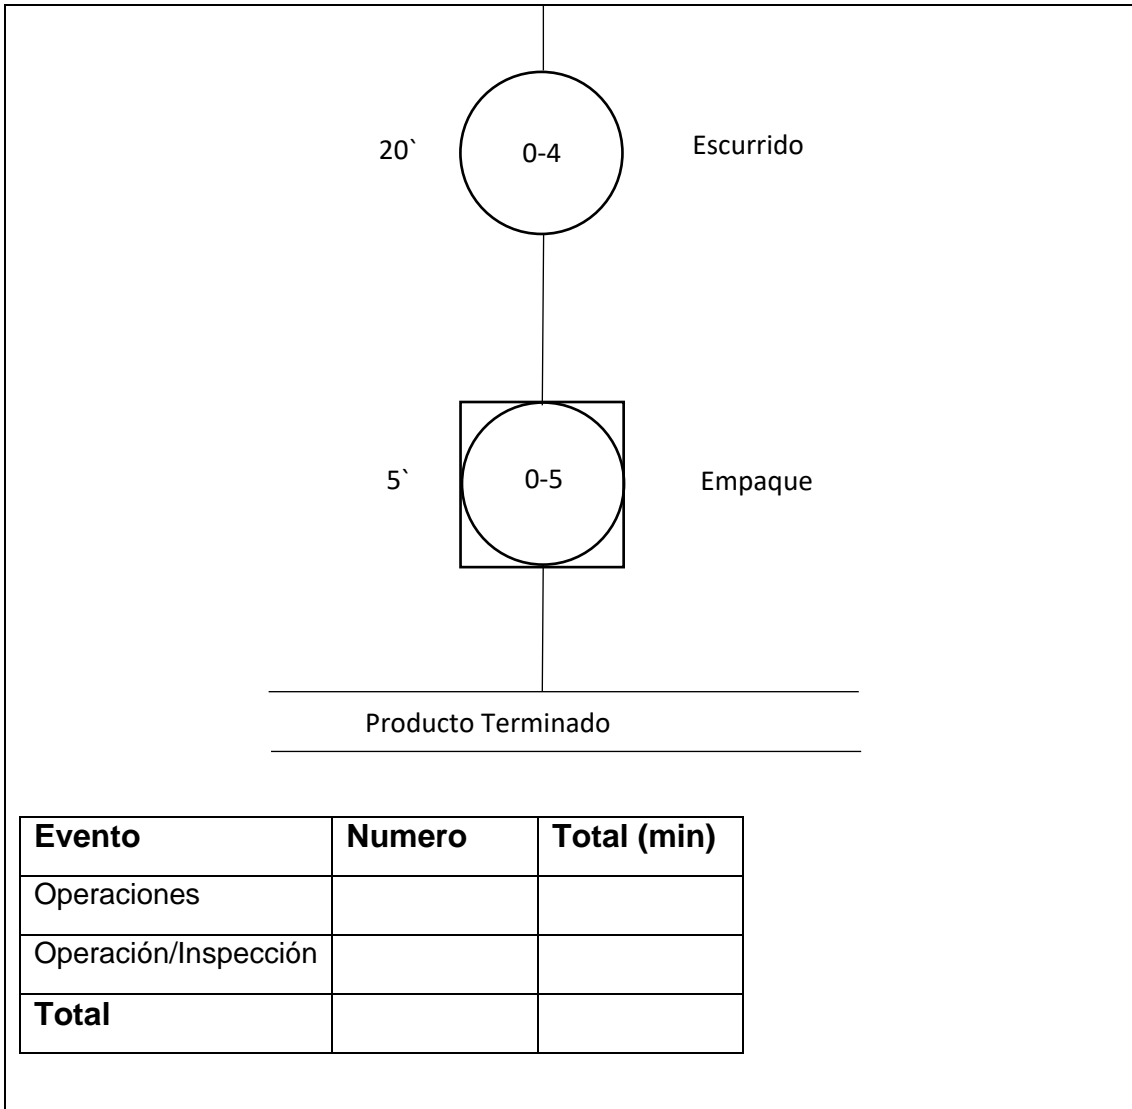 20` 0-4 Escurrido
5` 0-5 Empaque
Producto Terminado
Evento Numero Total (min)
Operaciones
Operación/Inspección
Total